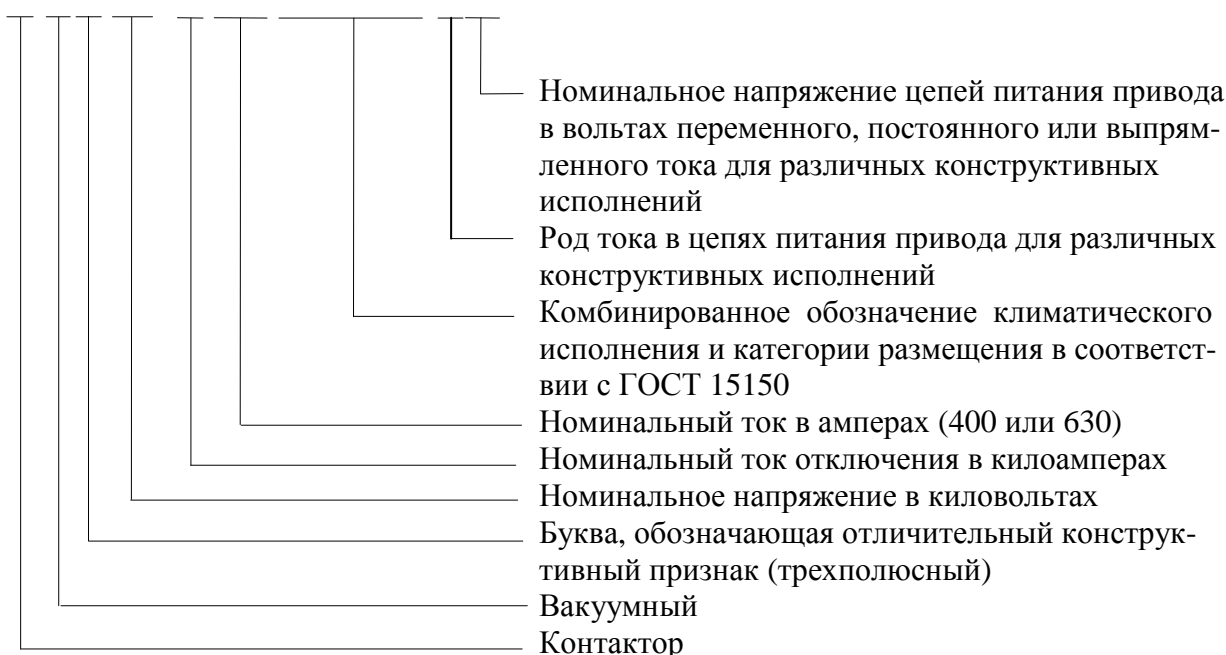 Номинальное напряжение цепей питания привода
в вольтах переменного, постоянного или выпрям-
ленного тока для различных конструктивных
исполнений
Род тока в цепях питания привода для различных
конструктивных исполнений
Комбинированное обозначение климатического
исполнения и категории размещения в соответст-
вии с ГОСТ 15150
Номинальный ток в амперах (400 или 630)
Номинальный ток отключения в килоамперах
Номинальное напряжение в киловольтах
Буква, обозначающая отличительный конструк-
тивный признак (трехполюсный)
Вакуумный
Контактор